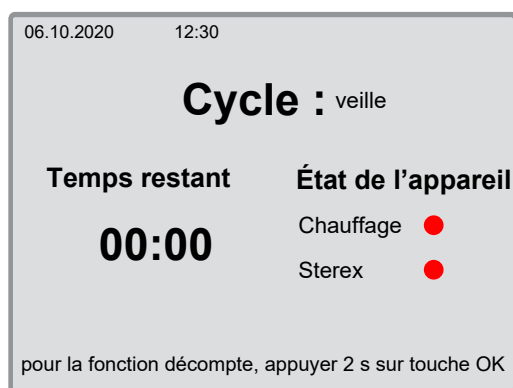 06.10.2020 12:30
Cycle : veille
Temps restant
État de l’appareil
00:00
Chauffage
Sterex
pour la fonction décompte, appuyer 2 s sur touche OK